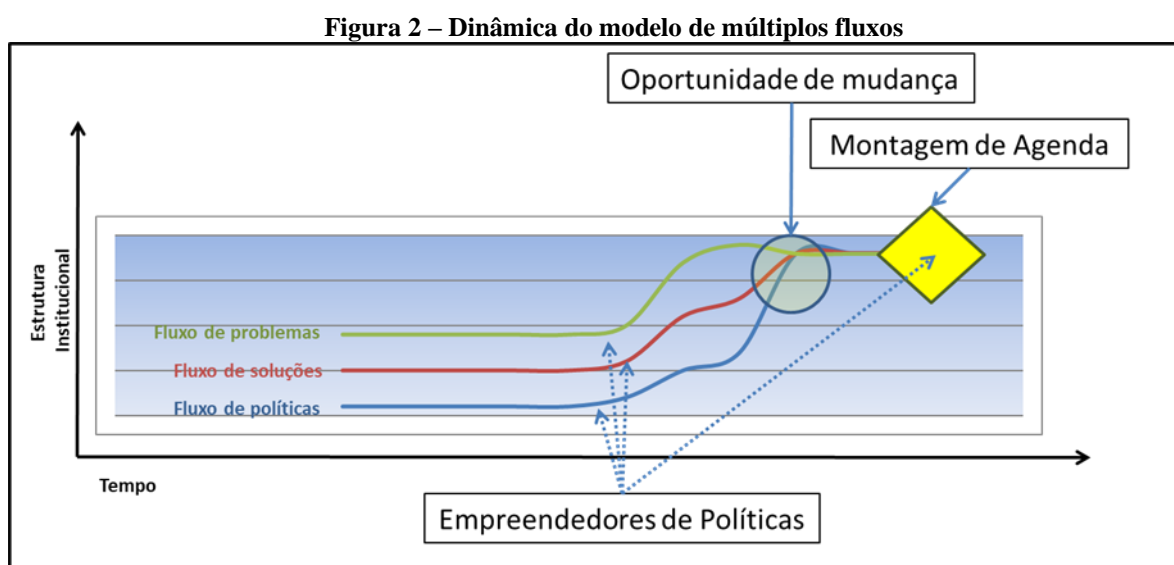 Figura 2 – Dinâmica do modelo de múltiplos fluxos
Oportunidade de mudança
Montagem de Agenda
Estrutura
Institucional
Fluxo de problemas
Fluxo de soluções
Fluxo de políticas
Tempo
Empreendedores de Políticas